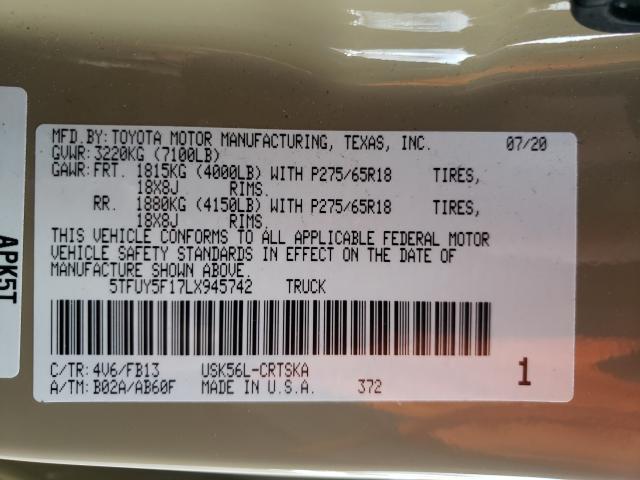 MFD.BY:TOYOTA MOTOR MANUFACTURING, TEXAS, INC. 07/20
GVWR:3220KG (7100LB)
GAWR:FRT. 1815KG (4000LB) WITH P275/65R18 TIRES,
18X8J RIMS.
RR. 1880KG (4150LB) WITH P275/65R18 TIRES,
18X8J RIMS.
THIS VEHICLE CONFORMS TO ALL APPLICABLE FEDERAL MOTOR
VEHICLE SAFETY STANDARDS IN EFFECT ON THE DATE OF
MANUFACTURE SHOWN ABOVE.
5TFUY5F17LX945742 TRUCK
C/TR:4V6/FB13 USK56L-CRTSKA
A/TM:B02A/AB60F MADE IN U.S.A. 372 1
APK5T